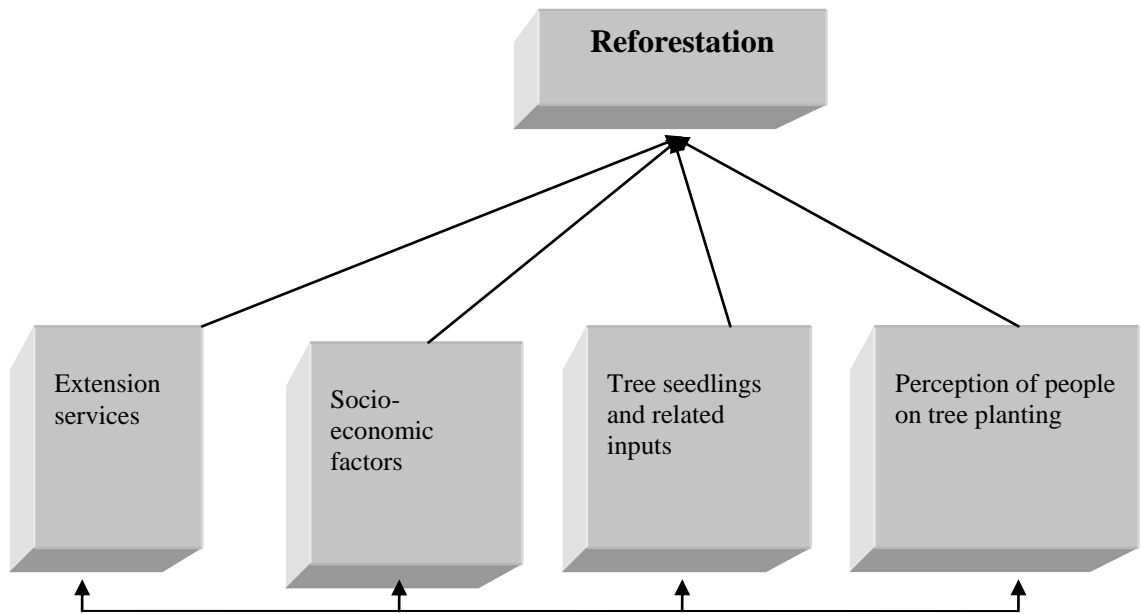 Reforestation
Extension
services
Socio-
economic
factors
Tree seedlings
and related
inputs
Perception of people
on tree planting